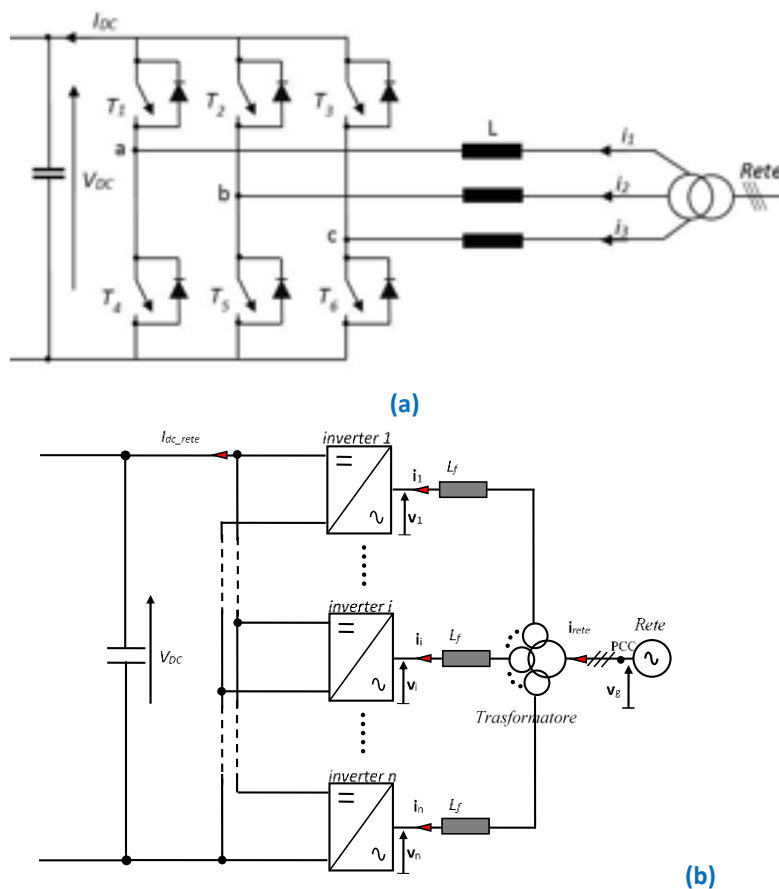 I_DC
T_1
T_2
T_3
L
i_1
a
Rete
V_DC
b
i_2
c
i_3
T_4
T_5
T_6
(a)
I_dc_rete
inverter 1
i_1
L_f
v_1
inverter i
i_i
L_f
i_rete
Rete
PCC
V_DC
v_i
v_g
Trasformatore
inverter n
i_n
L_f
v_n
(b)